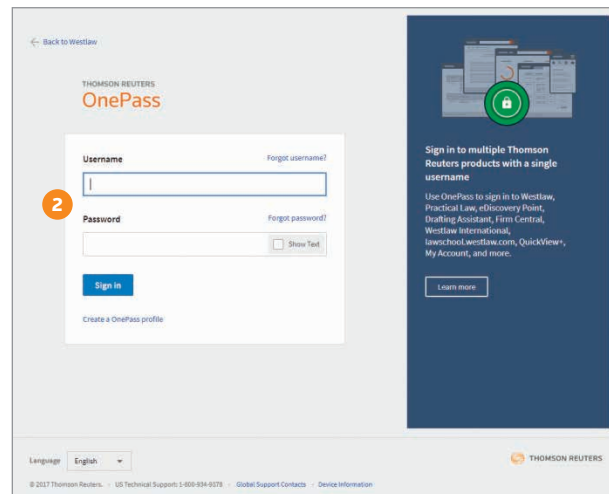 Back to Westlaw
THOMSON REUTERS
OnePass
Username Forgot username?
2
Password Forgot password?
Show Text
Sign in
Create a OnePass profile
Sign in to multiple Thomson
Reuters products with a single
username
Use OnePass to sign in to Westlaw,
Practical Law, eDiscovery Point,
Drafting Assistant, Firm Central,
Westlaw International,
lawschool.westlaw.com, QuickView+,
My Account, and more.
Learn more
Language English
THOMSON REUTERS
© 2017 Thomson Reuters. · US Technical Support: 1-800-934-9378 · Global Support Contacts · Device Information